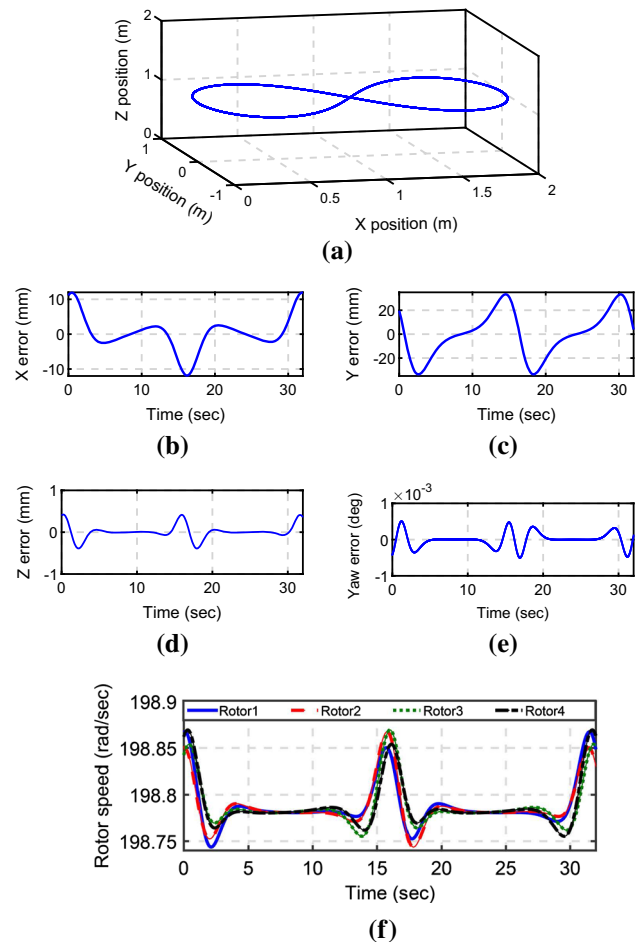 2
Z position (m)
1
0
1
0
-1
Y position (m)
0
0.5
1
1.5
2
X position (m)
(a)
10
0
-10
X error (mm)
0 10 20 30
Time (sec)
(b)
20
0
-20
Y error (mm)
0 10 20 30
Time (sec)
(c)
1
0
-1
Z error (mm)
0 10 20 30
Time (sec)
(d)
1 ×10⁻³
0
-1
Yaw error (deg)
0 10 20 30
Time (sec)
(e)
198.9
198.85
198.8
198.75
Rotor speed (rad/sec)
Rotor1 Rotor2 Rotor3 Rotor4
0 5 10 15 20 25 30
Time (sec)
(f)